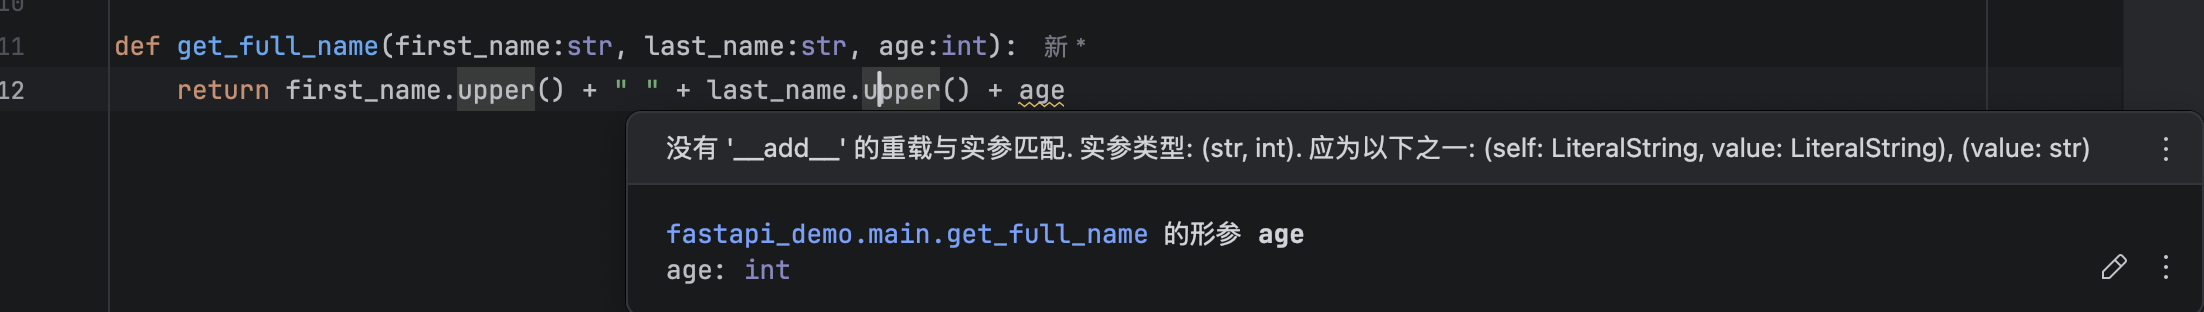 10
11 def get_full_name(first_name:str, last_name:str, age:int): 新 *
12 return first_name.upper() + " " + last_name.upper() + age
没有 '__add__' 的重载与实参匹配. 实参类型: (str, int). 应为以下之一: (self: LiteralString, value: LiteralString), (value: str)
fastapi_demo.main.get_full_name 的形参 age
age: int